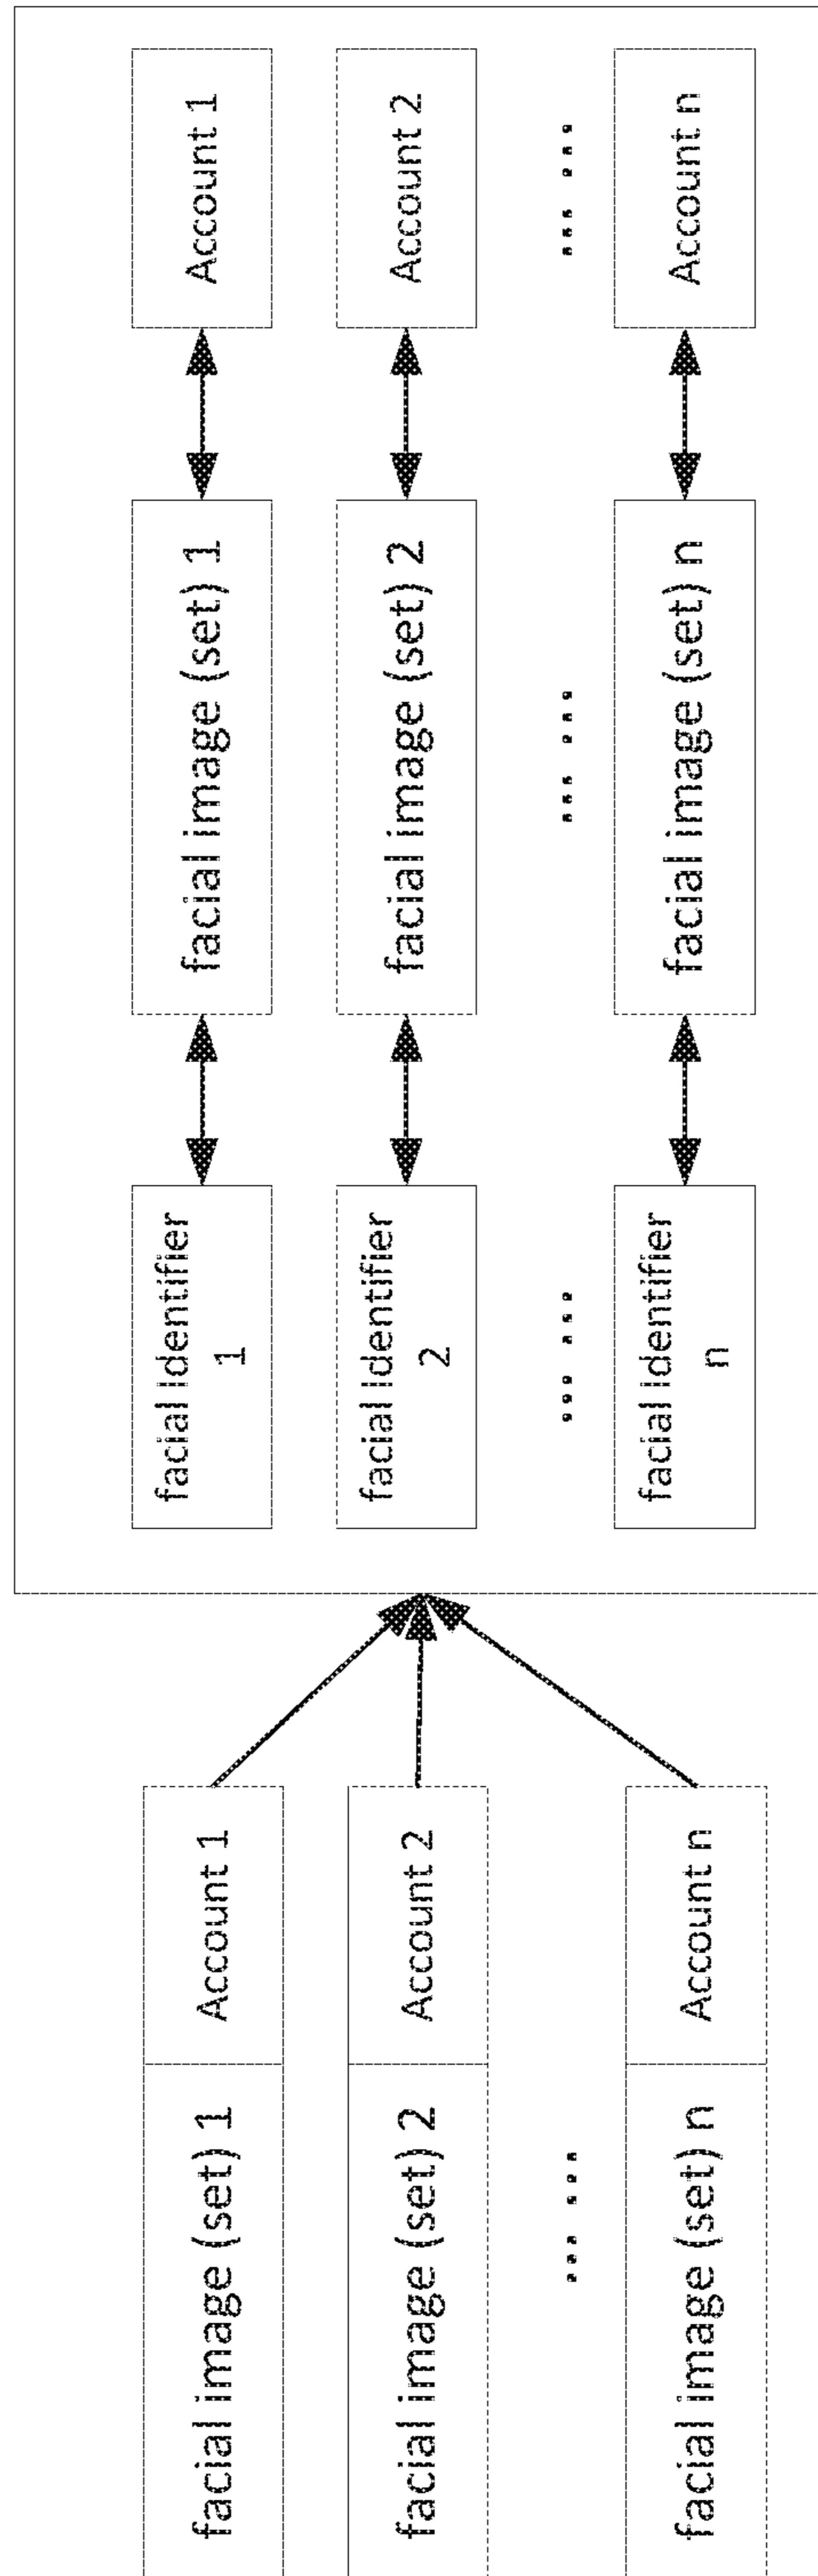 facial image (set) 1
Account 1
facial image (set) 2
Account 2
... ...
facial image (set) n
Account n
facial identifier
1
facial image (set) 1
Account 1
facial identifier
2
facial image (set) 2
Account 2
... ...
... ...
... ...
facial identifier
n
facial image (set) n
Account n